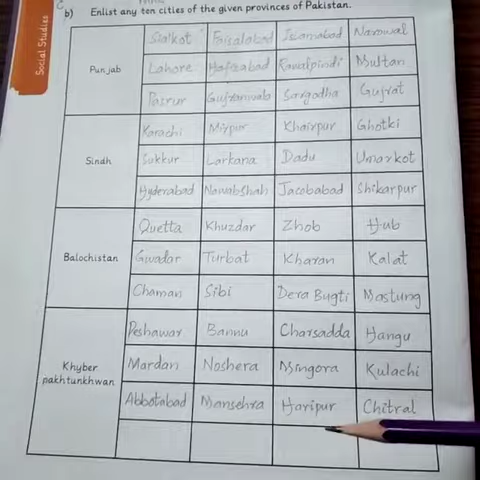 Social Studies
b) Enlist any ten cities of the given provinces of Pakistan.
Sialkot Faisalabad Islamabad Narowal
Punjab Lahore Hafizabad Rawalpindi Multan
Pasrur Gujranwala Sargodha Gujrat
Karachi Mirpur Khairpur Ghotki
Sindh Sukkur Larkana Dadu Umarkot
Hyderabad NawabShah Jacobabad Shikarpur
Quetta Khuzdar Zhob Hub
Balochistan Gwadar Turbat Kharan Kalat
Chaman Sibi Dera Bugti Mastung
Peshawar Bannu Charsadda Hangu
Khyber pakhtunkhwan Mardan Noshera Mingora Kulachi
Abbotabad Mansehra Haripur Chitral